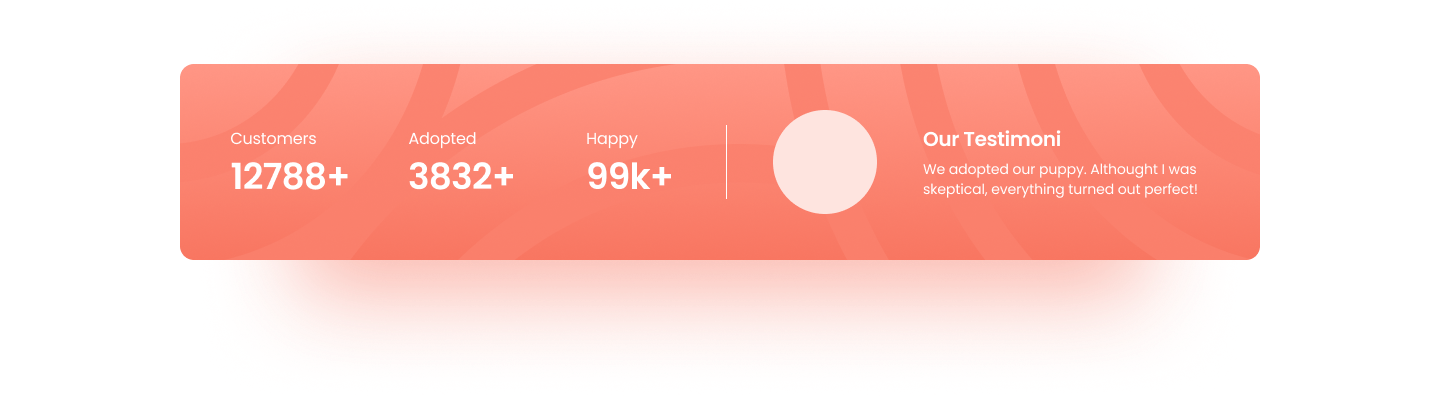 Customers
12788+
Adopted
3832+
Happy
99k+
Our Testimoni
We adopted our puppy. Althought I was
skeptical, everything turned out perfect!